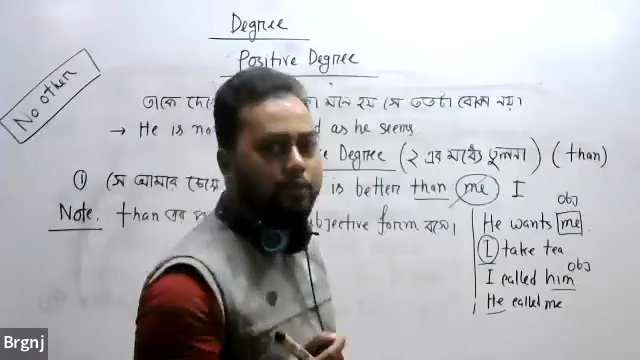 Degree
Positive Degree
No other
তাকে মনে হয় সে ততটা বোকা নয়।
→ He is as he seems.
Degree (২ এর মধ্যে তুলনা) (than)
① (সে আমার চেয়ে is better than me I
Note. than এর bjective form বসে।
obj
He wants me.
I take tea
obj
I called him
He called me
Brgnj